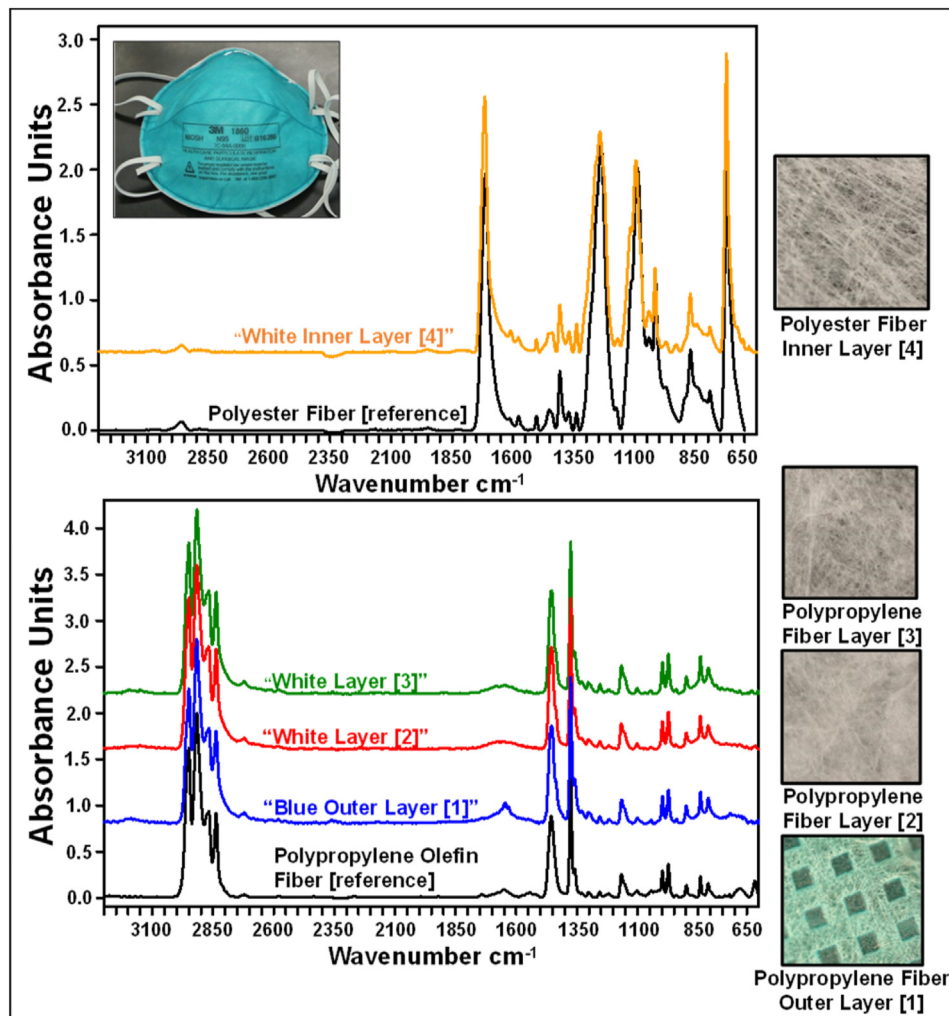 Absorbance Units
3.0
2.5
2.0
1.5
1.0
0.5
0.0
3M 1860
NIOSH N95
AND SURGICAL MASK
“White Inner Layer [4]”
Polyester Fiber [reference]
3100 2850 2600 2350 2100 1850 1600 1350 1100 850 650
Wavenumber cm-1
Polyester Fiber
Inner Layer [4]
Absorbance Units
4.0
3.5
3.0
2.5
2.0
1.5
1.0
0.5
0.0
“White Layer [3]”
“White Layer [2]”
“Blue Outer Layer [1]”
Polypropylene Olefin
Fiber [reference]
3100 2850 2600 2350 2100 1850 1600 1350 1100 850 650
Wavenumber cm-1
Polypropylene
Fiber Layer [3]
Polypropylene
Fiber Layer [2]
Polypropylene Fiber
Outer Layer [1]